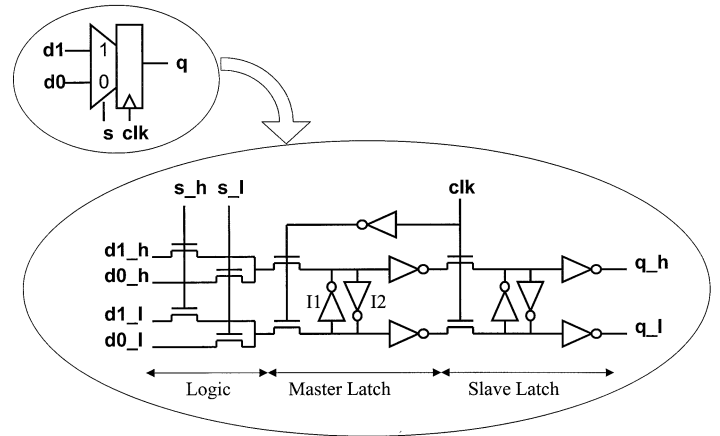 d1 1 q
d0 0
s clk
s_h s_l clk
d1_h
d0_h
q_h
I1 I2
d1_l
d0_l
q_l
Logic Master Latch Slave Latch